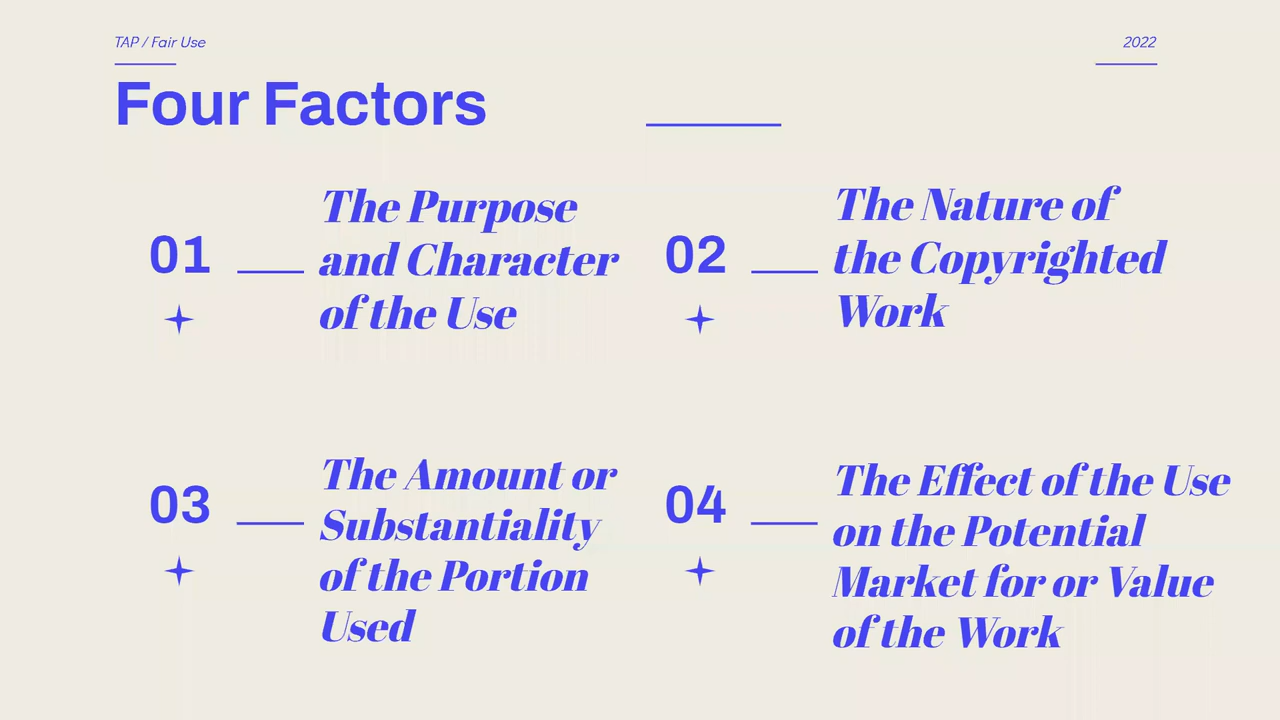 TAP / Fair Use
2022
Four Factors
01
The Purpose
and Character
of the Use
02
The Nature of
the Copyrighted
Work
03
The Amount or
Substantiality
of the Portion
Used
04
The Effect of the Use
on the Potential
Market for or Value
of the Work